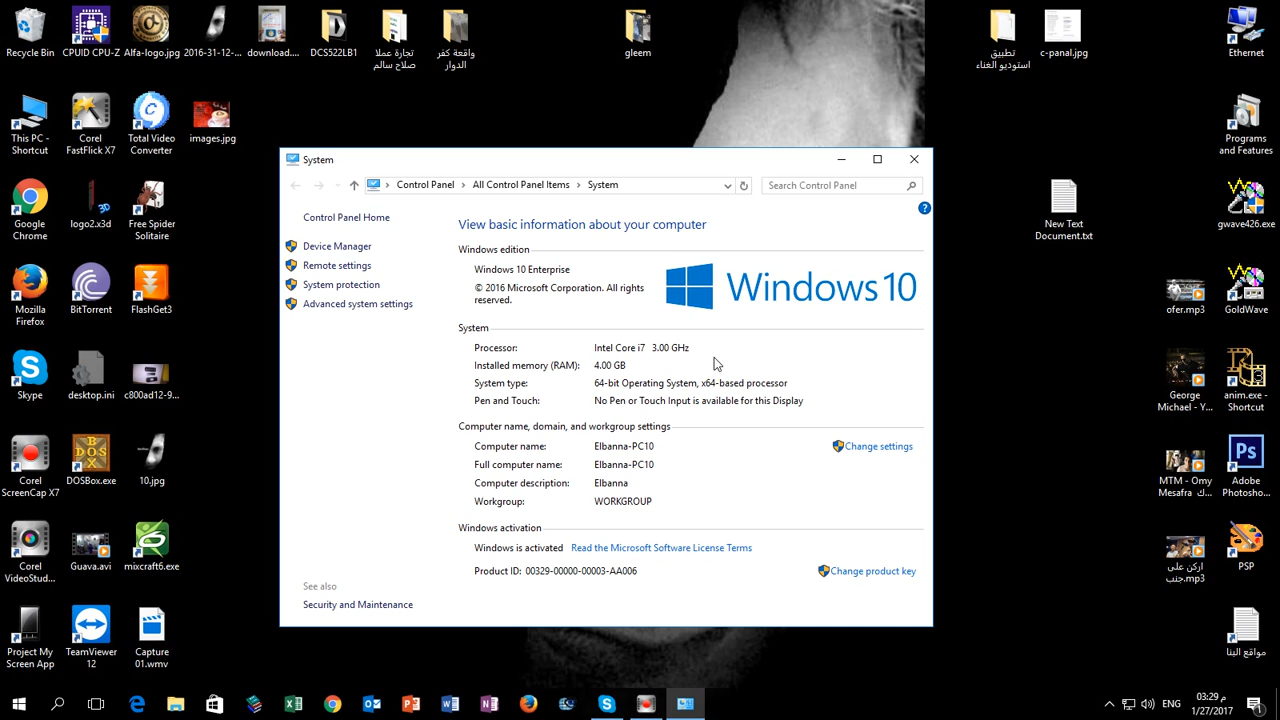 Recycle Bin
CPUID CPU-Z
Alfa-logo.jpg
2016-31-12-...
download....
DCS522LB1
تجارة عملا
صلاح سالم
واقعة كفر
الدوار
gleem
تطبيق
استوديو الغناء
c-panal.jpg
Ethernet
This PC -
Shortcut
Corel
FastFlick X7
Total Video
Converter
images.jpg
Programs
and Features
Google
Chrome
logo2.x3d
Free Spider
Solitaire
New Text
Document.txt
gwave426.exe
Mozilla
Firefox
BitTorrent
FlashGet3
ofer.mp3
GoldWave
Skype
desktop.ini
c800ad12-9...
George
Michael - Y...
anim.exe -
Shortcut
Corel
ScreenCap X7
DOS
BOX
DOSBox.exe
10.jpg
MTM - Omy
Mesafra ك...
Ps
Adobe
Photosho...
Corel
VideoStud...
Guava.avi
mixcraft6.exe
اركن على
جنب.mp3
PSP
Project My
Screen App
TeamViewer
12
Capture
01.wmv
مواقع البنا
System
Control Panel > All Control Panel Items > System
Search Control Panel
Control Panel Home
Device Manager
Remote settings
System protection
Advanced system settings
See also
Security and Maintenance
View basic information about your computer
Windows edition
Windows 10 Enterprise
© 2016 Microsoft Corporation. All rights
reserved.
Windows 10
System
Processor: Intel Core i7 3.00 GHz
Installed memory (RAM): 4.00 GB
System type: 64-bit Operating System, x64-based processor
Pen and Touch: No Pen or Touch Input is available for this Display
Computer name, domain, and workgroup settings
Computer name: Elbanna-PC10
Change settings
Full computer name: Elbanna-PC10
Computer description: Elbanna
Workgroup: WORKGROUP
Windows activation
Windows is activated Read the Microsoft Software License Terms
Product ID: 00329-00000-00003-AA006
Change product key
ENG
03:29 م
1/27/2017